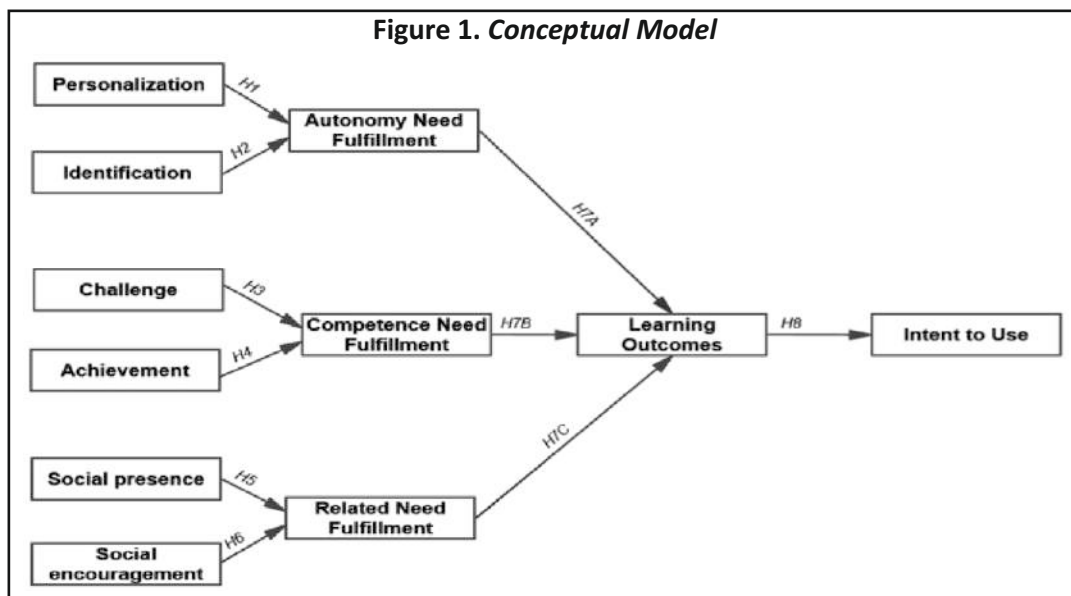 Figure 1. Conceptual Model
Personalization
H1
Autonomy Need
Fulfillment
H2
Identification
H7A
Challenge
H3
Competence Need
Fulfillment
H7B
Learning
Outcomes
H8
Intent to Use
H4
Achievement
H7C
Social presence
H5
Related Need
Fulfillment
H6
Social
encouragement